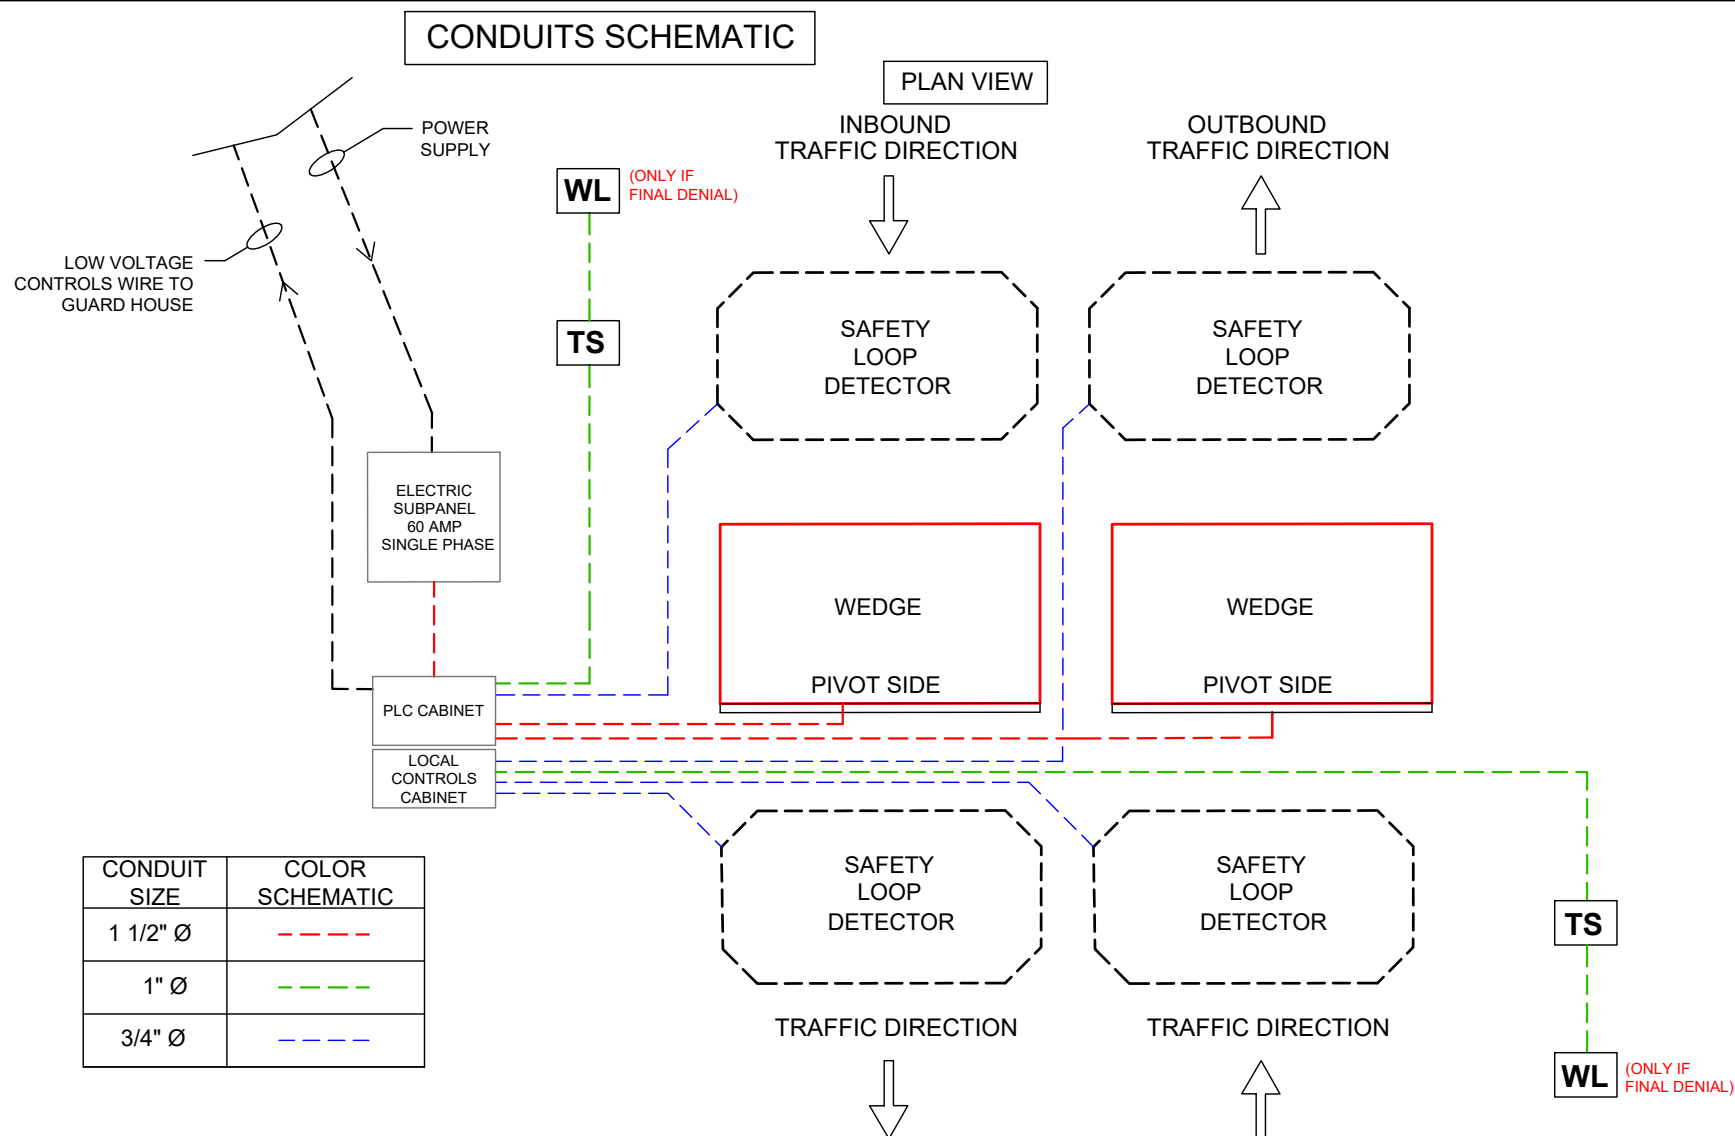 CONDUITS SCHEMATIC
PLAN VIEW
INBOUND
TRAFFIC DIRECTION
OUTBOUND
TRAFFIC DIRECTION
POWER
SUPPLY
WL
(ONLY IF
FINAL DENIAL)
LOW VOLTAGE
CONTROLS WIRE TO
GUARD HOUSE
TS
SAFETY
LOOP
DETECTOR
SAFETY
LOOP
DETECTOR
ELECTRIC
SUBPANEL
60 AMP
SINGLE PHASE
WEDGE
PIVOT SIDE
WEDGE
PIVOT SIDE
PLC CABINET
LOCAL
CONTROLS
CABINET
SAFETY
LOOP
DETECTOR
SAFETY
LOOP
DETECTOR
CONDUIT
SIZE
COLOR
SCHEMATIC
1 1/2" Ø
1" Ø
3/4" Ø
TS
TRAFFIC DIRECTION
TRAFFIC DIRECTION
WL
(ONLY IF
FINAL DENIAL)